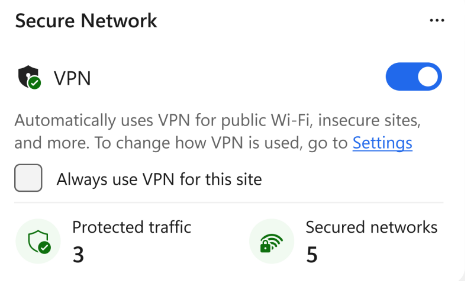 Secure Network
VPN
Automatically uses VPN for public Wi-Fi, insecure sites,
and more. To change how VPN is used, go to Settings
Always use VPN for this site
Protected traffic
3
Secured networks
5